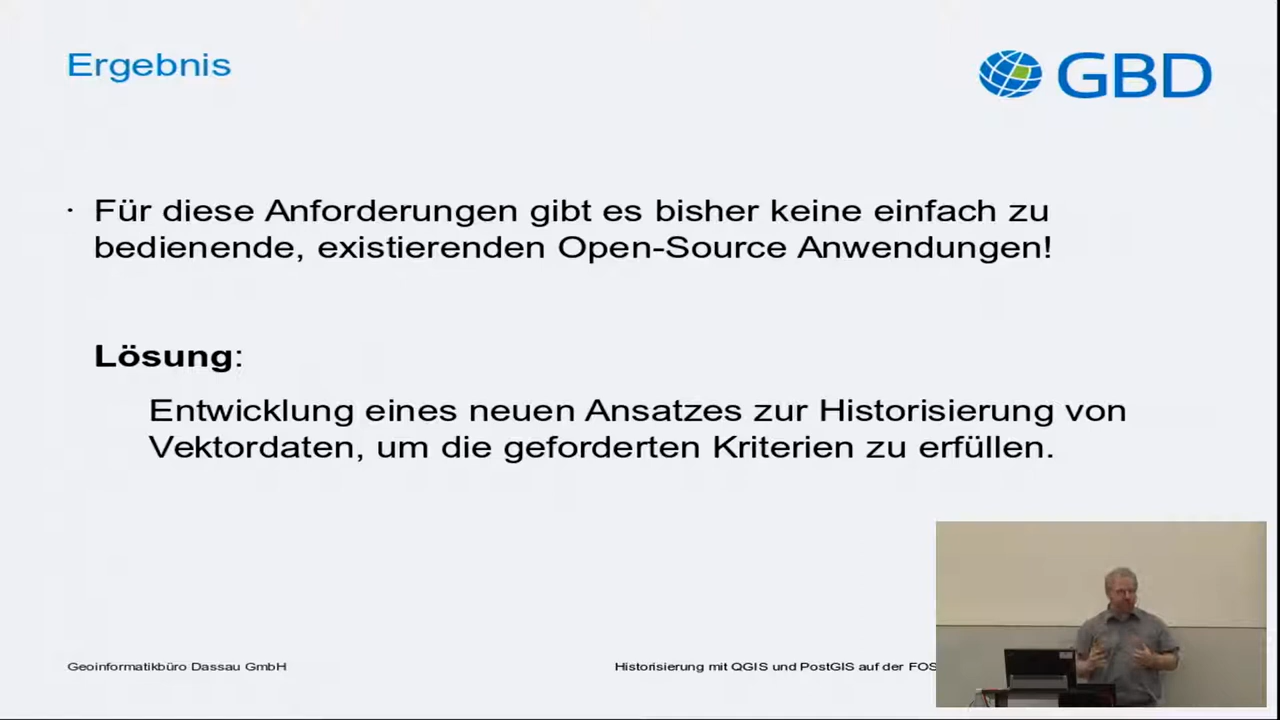 Ergebnis
GBD
· Für diese Anforderungen gibt es bisher keine einfach zu
bedienende, existierenden Open-Source Anwendungen!
Lösung:
Entwicklung eines neuen Ansatzes zur Historisierung von
Vektordaten, um die geforderten Kriterien zu erfüllen.
Geoinformatikbüro Dassau GmbH
Historisierung mit QGIS und PostGIS auf der FOS